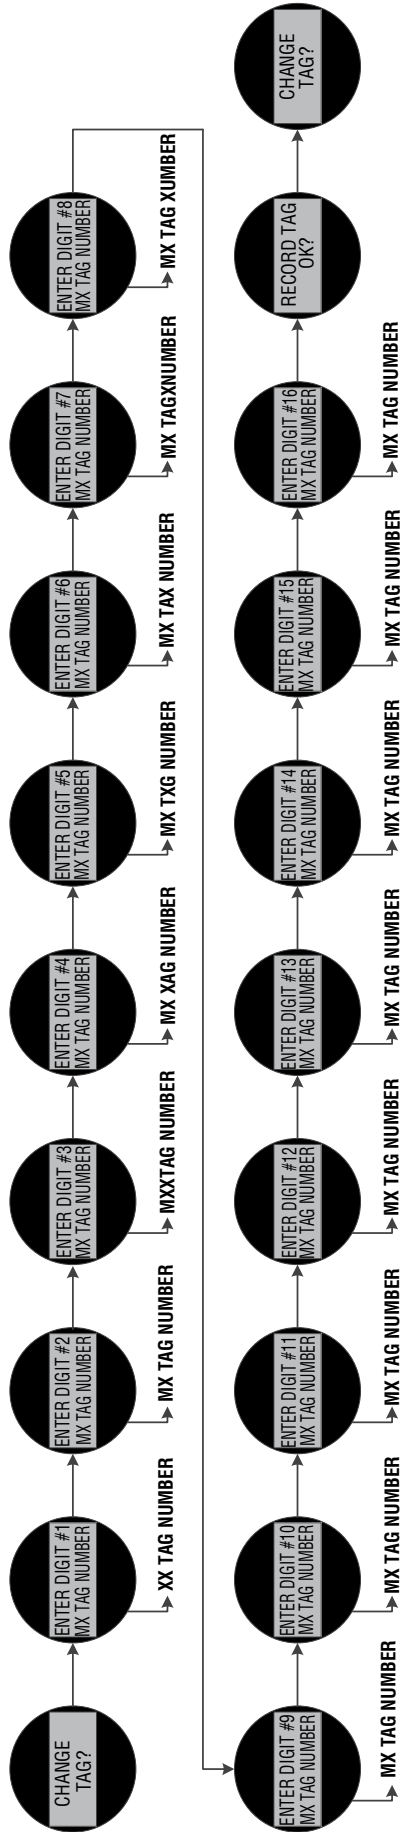 CHANGE
TAG?
ENTER DIGIT #1
MX TAG NUMBER
XX TAG NUMBER
ENTER DIGIT #2
MX TAG NUMBER
MX TAG NUMBER
ENTER DIGIT #3
MX TAG NUMBER
MXXTAG NUMBER
ENTER DIGIT #4
MX TAG NUMBER
MX XAG NUMBER
ENTER DIGIT #5
MX TAG NUMBER
MX TXG NUMBER
ENTER DIGIT #6
MX TAG NUMBER
MX TAX NUMBER
ENTER DIGIT #7
MX TAG NUMBER
MX TAGXNUMBER
ENTER DIGIT #8
MX TAG NUMBER
MX TAG XUMBER
ENTER DIGIT #9
MX TAG NUMBER
MX TAG NUMBER
ENTER DIGIT #10
MX TAG NUMBER
MX TAG NUMBER
ENTER DIGIT #11
MX TAG NUMBER
MX TAG NUMBER
ENTER DIGIT #12
MX TAG NUMBER
MX TAG NUMBER
ENTER DIGIT #13
MX TAG NUMBER
MX TAG NUMBER
ENTER DIGIT #14
MX TAG NUMBER
MX TAG NUMBER
ENTER DIGIT #15
MX TAG NUMBER
MX TAG NUMBER
ENTER DIGIT #16
MX TAG NUMBER
MX TAG NUMBER
RECORD TAG
OK?
CHANGE
TAG?